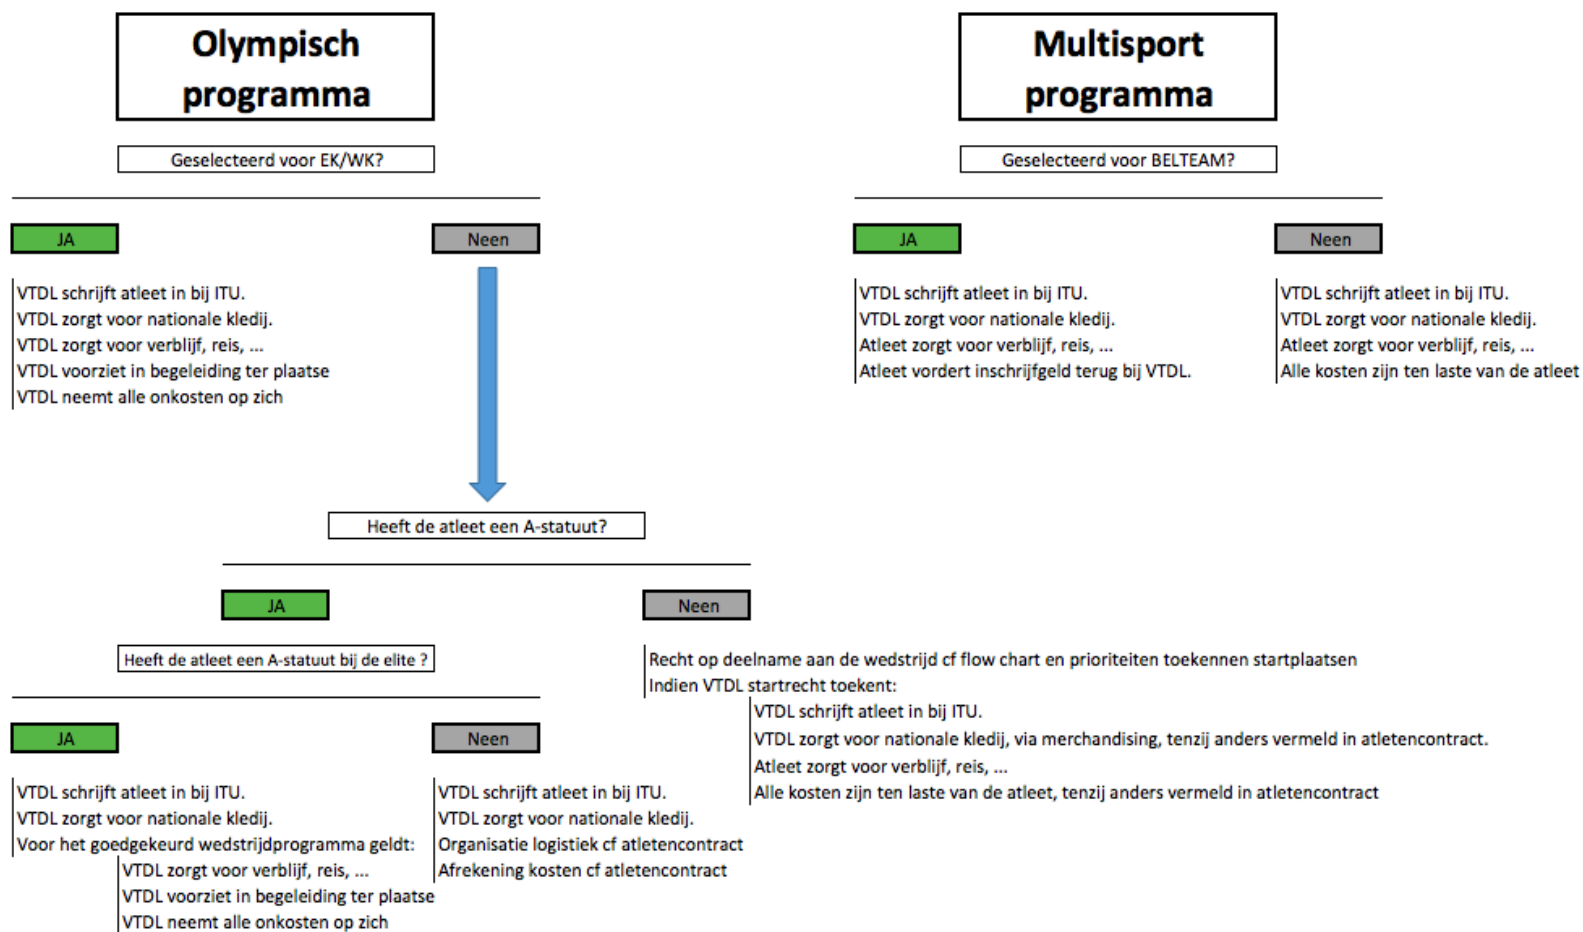 Olympisch
programma
Geselecteerd voor EK/WK?
JA
Neen
VTDL schrijft atleet in bij ITU.
VTDL zorgt voor nationale kledij.
VTDL zorgt voor verblijf, reis, ...
VTDL voorziet in begeleiding ter plaatse
VTDL neemt alle onkosten op zich
Heeft de atleet een A-statuut?
JA
Neen
Heeft de atleet een A-statuut bij de elite ?
JA
Neen
VTDL schrijft atleet in bij ITU.
VTDL zorgt voor nationale kledij.
Voor het goedgekeurd wedstrijdprogramma geldt:
VTDL zorgt voor verblijf, reis, ...
VTDL voorziet in begeleiding ter plaatse
VTDL neemt alle onkosten op zich
VTDL schrijft atleet in bij ITU.
VTDL zorgt voor nationale kledij.
Organisatie logistiek cf atletencontract
Afrekening kosten cf atletencontract
Recht op deelname aan de wedstrijd cf flow chart en prioriteiten toekennen startplaatsen
Indien VTDL startrecht toekent:
VTDL schrijft atleet in bij ITU.
VTDL zorgt voor nationale kledij, via merchandising, tenzij anders vermeld in atletencontract.
Atleet zorgt voor verblijf, reis, ...
Alle kosten zijn ten laste van de atleet, tenzij anders vermeld in atletencontract
Multisport
programma
Geselecteerd voor BELTEAM?
JA
Neen
VTDL schrijft atleet in bij ITU.
VTDL zorgt voor nationale kledij.
Atleet zorgt voor verblijf, reis, ...
Atleet vordert inschrijfgeld terug bij VTDL.
VTDL schrijft atleet in bij ITU.
VTDL zorgt voor nationale kledij.
Atleet zorgt voor verblijf, reis, ...
Alle kosten zijn ten laste van de atleet